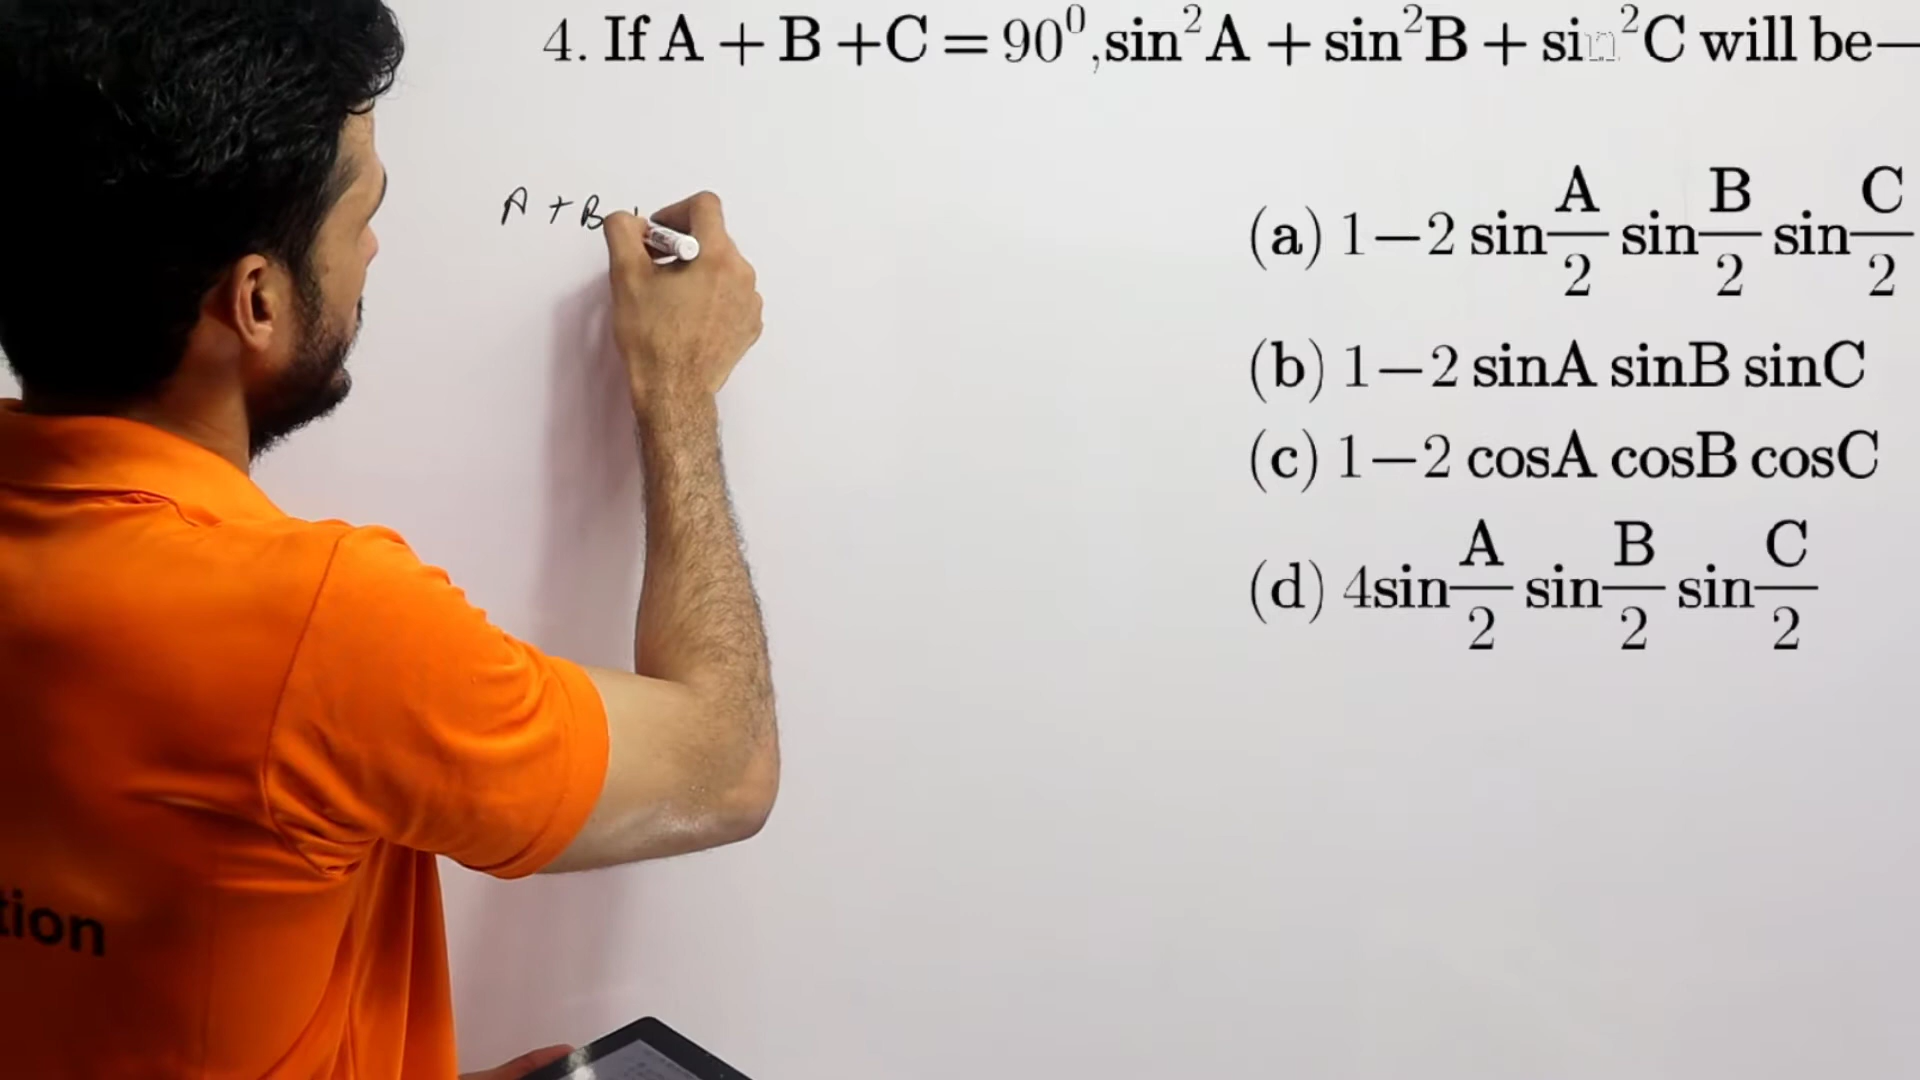 4. If A + B + C = 90⁰, sin²A + sin²B + sin²C will be–
A + B
(a) 1–2 sin A/2 sin B/2 sin C/2
(b) 1–2 sinA sinB sinC
(c) 1–2 cosA cosB cosC
(d) 4sin A/2 sin B/2 sin C/2
tion